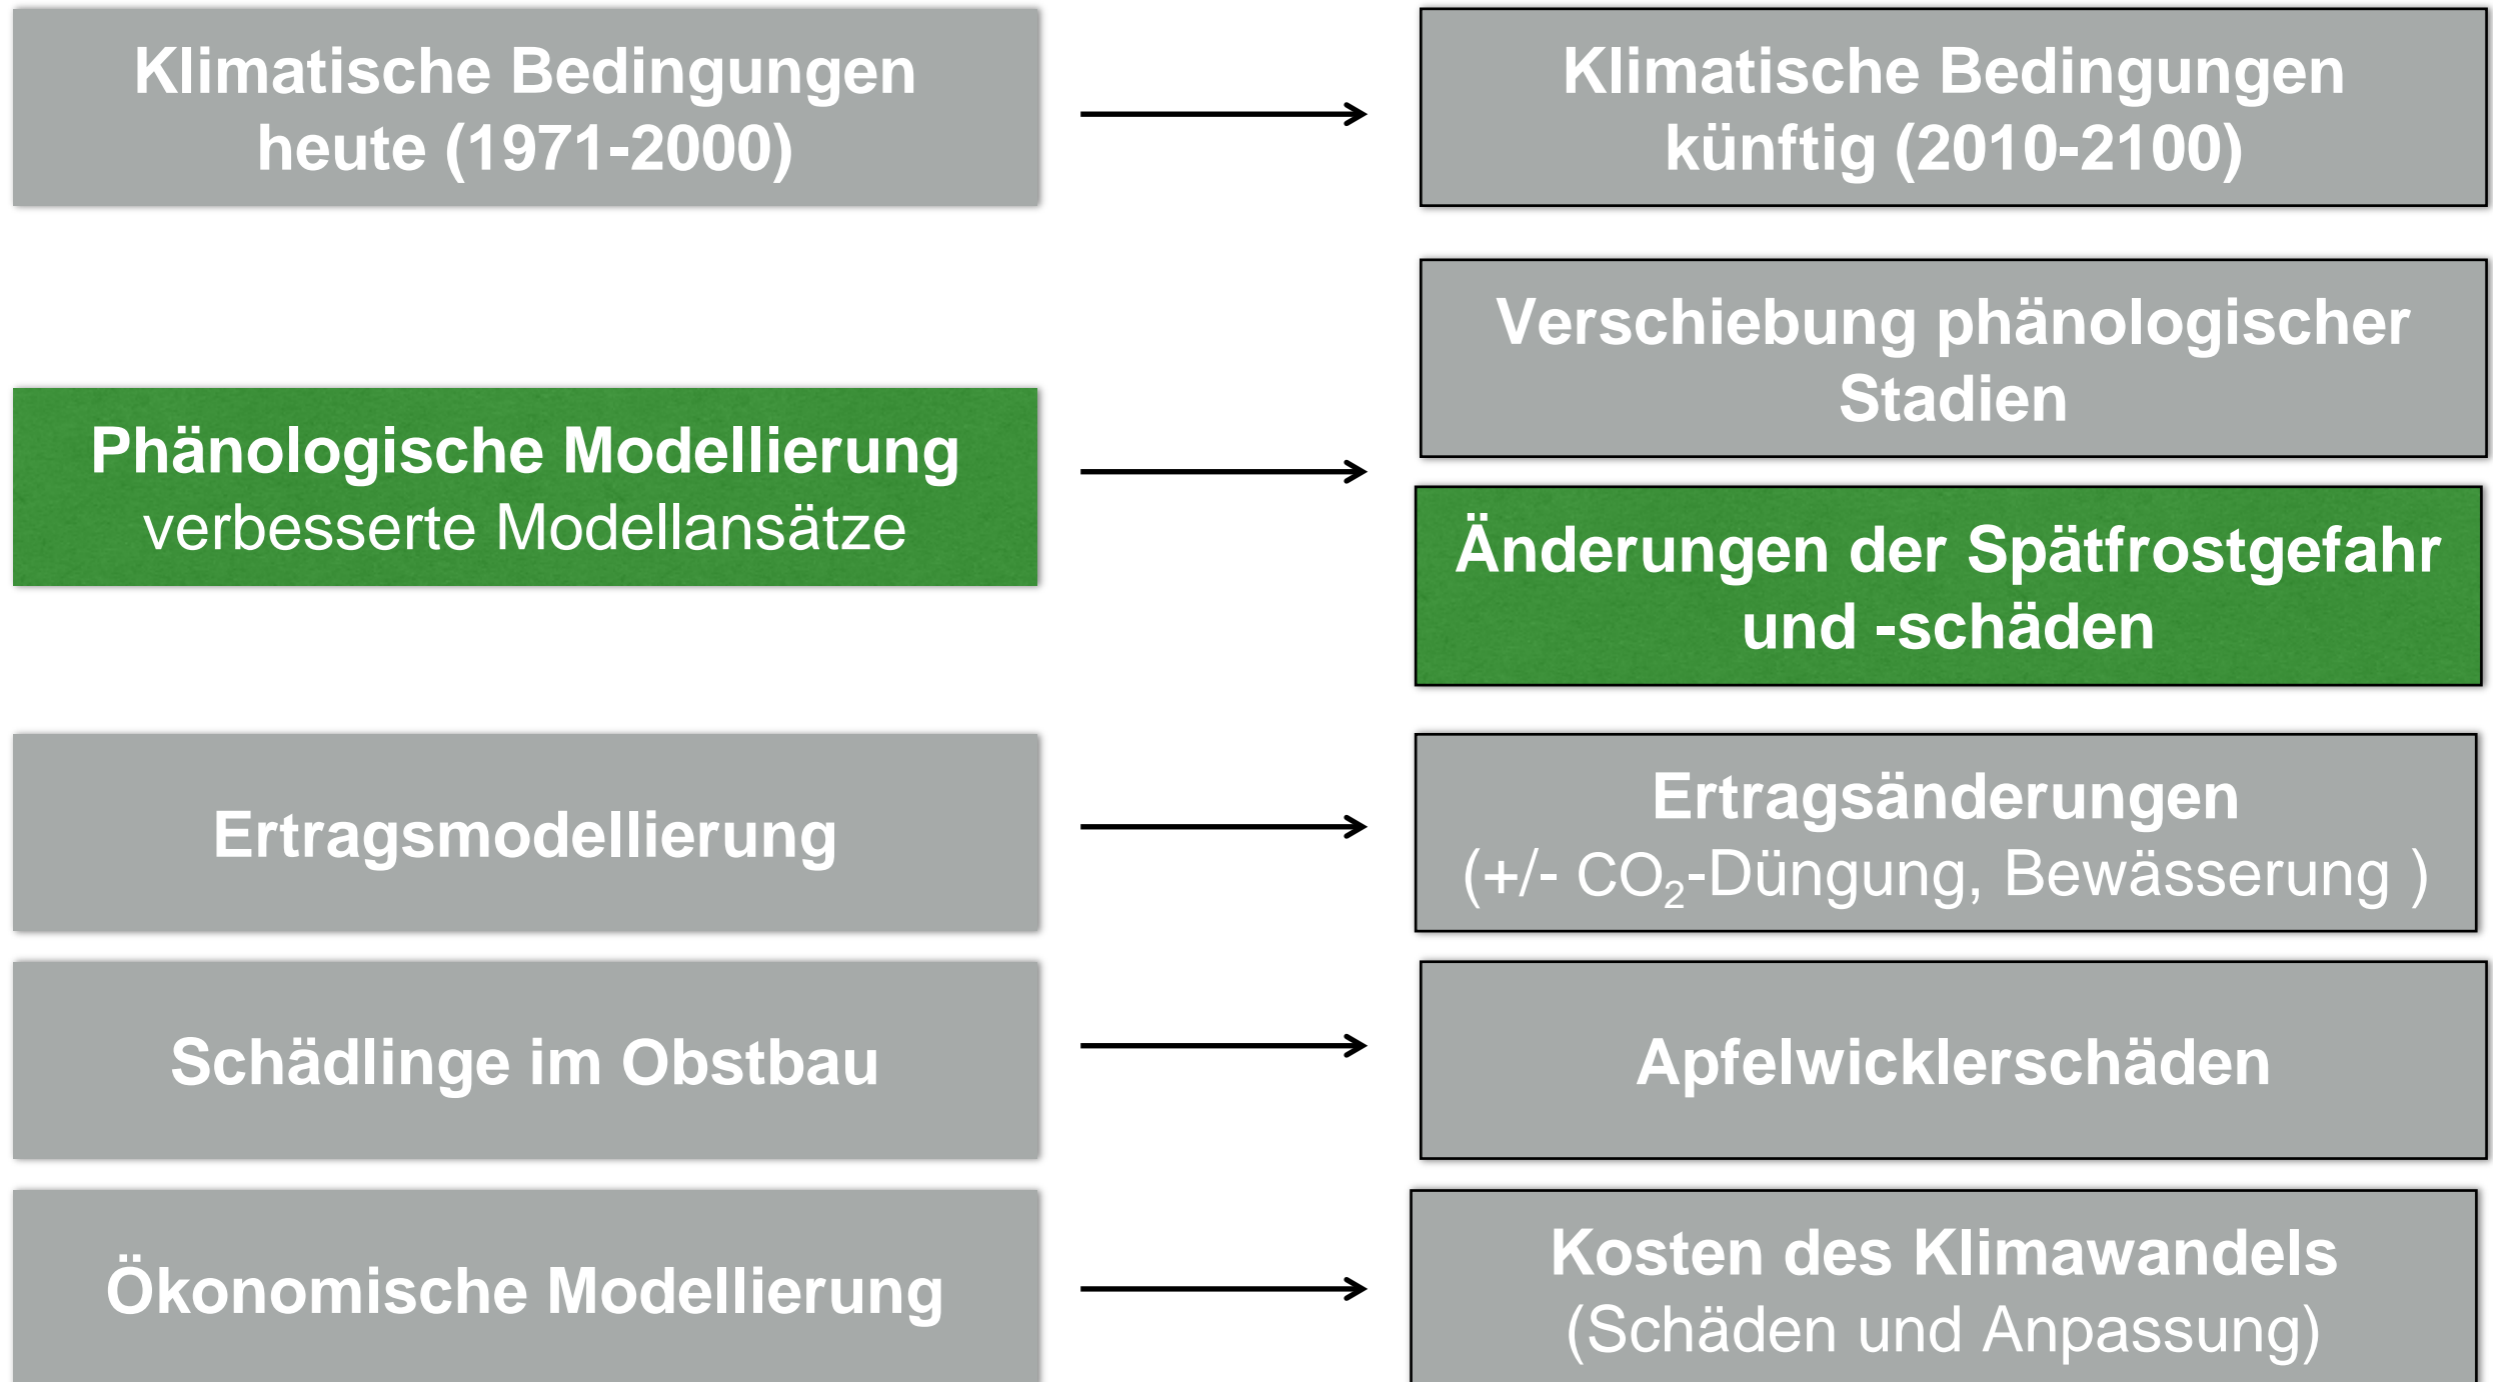 Klimatische Bedingungen
heute (1971-2000)
Klimatische Bedingungen
künftig (2010-2100)
Phänologische Modellierung
verbesserte Modellansätze
Verschiebung phänologischer
Stadien
Änderungen der Spätfrostgefahr
und -schäden
Ertragsmodellierung
Ertragsänderungen
(+/- CO₂-Düngung, Bewässerung )
Schädlinge im Obstbau
Apfelwicklerschäden
Ökonomische Modellierung
Kosten des Klimawandels
(Schäden und Anpassung)